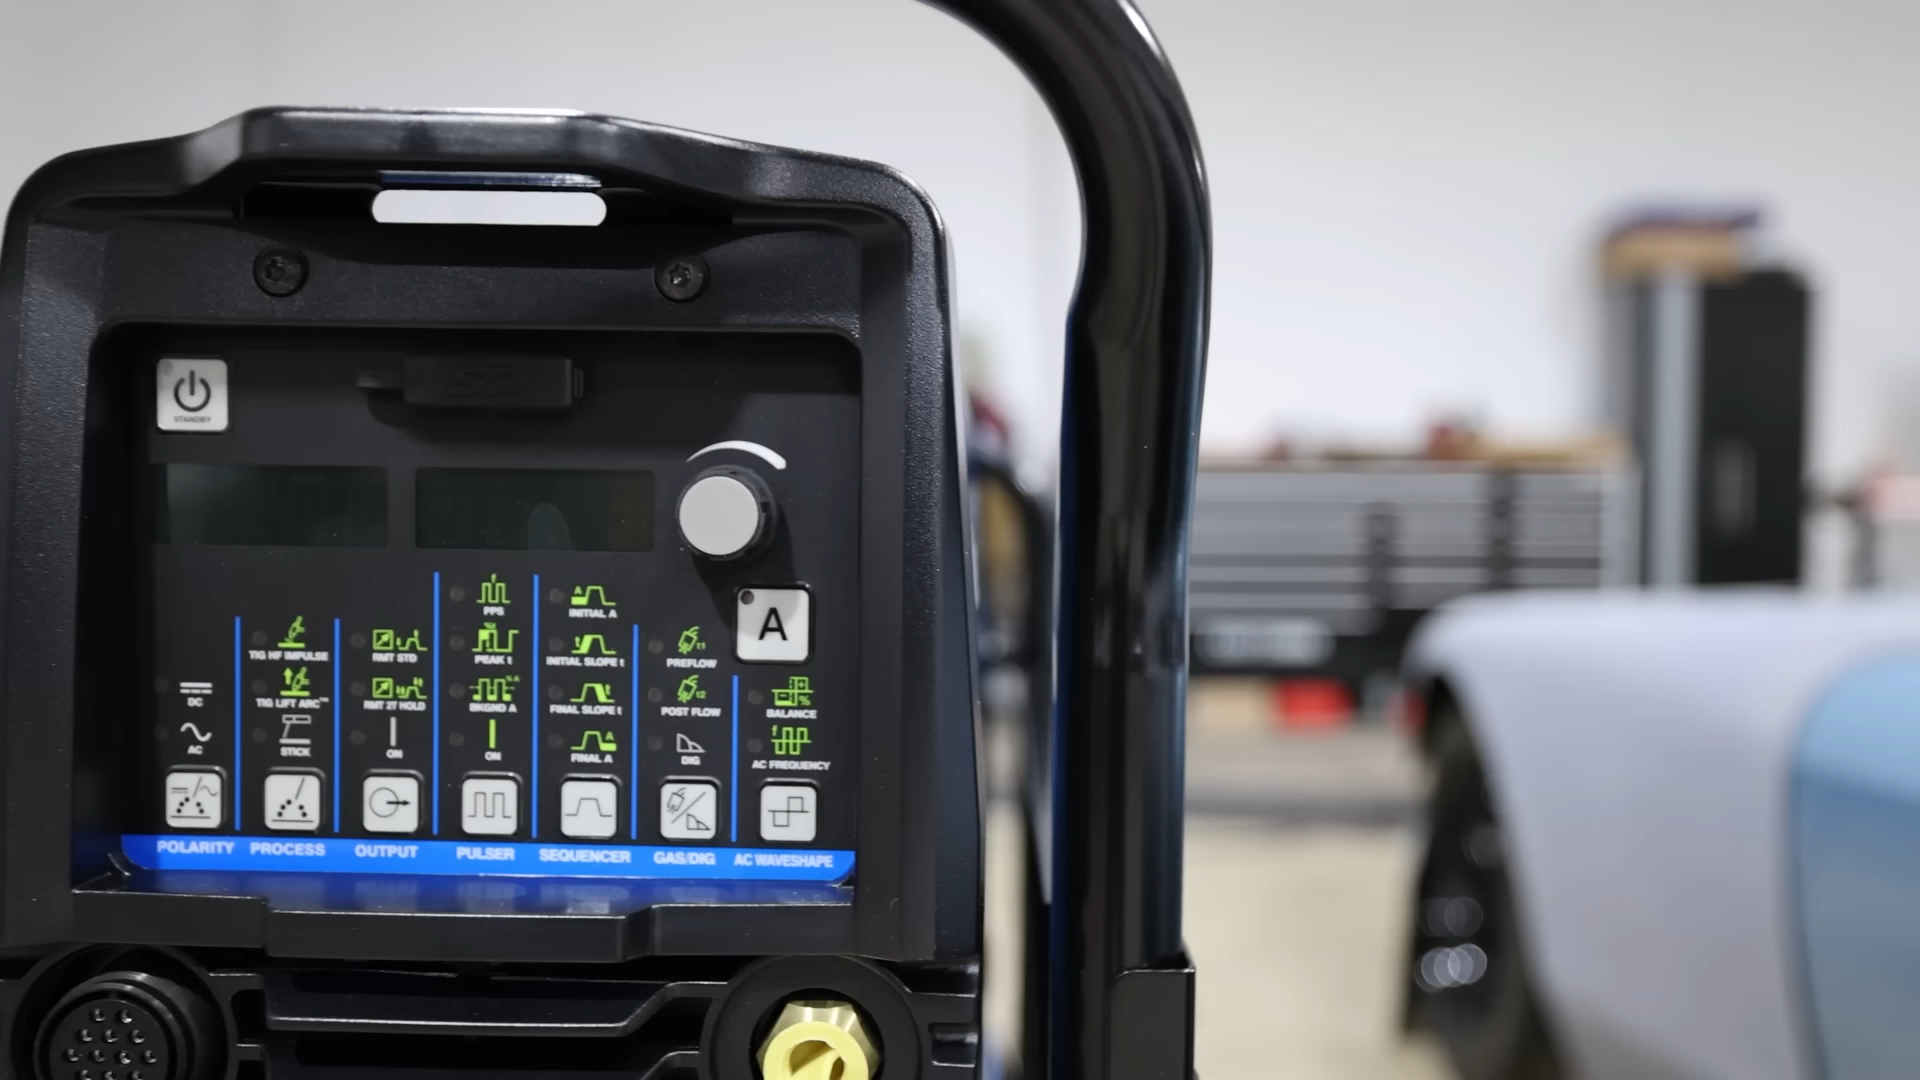 STANDBY
A
DC
AC
TIG HF IMPULSE
TIG LIFT ARC™
STICK
RMT STD
RMT 2T HOLD
ON
PPS
PEAK t
BKGND A
ON
INITIAL A
INITIAL SLOPE t
FINAL SLOPE t
FINAL A
PREFLOW
POST FLOW
DIG
BALANCE
AC FREQUENCY
POLARITY
PROCESS
OUTPUT
PULSER
SEQUENCER
GAS/DIG
AC WAVESHAPE